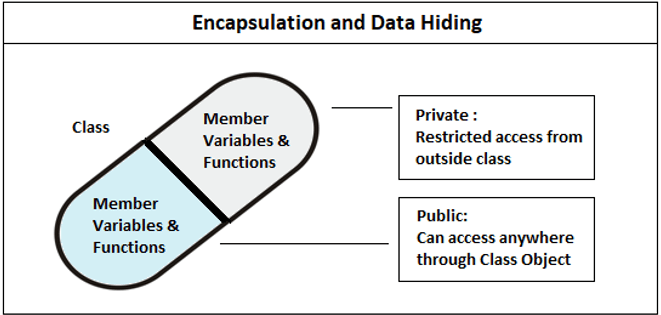 Encapsulation and Data Hiding
Class
Member
Variables &
Functions
Member
Variables &
Functions
Private :
Restricted access from
outside class
Public:
Can access anywhere
through Class Object